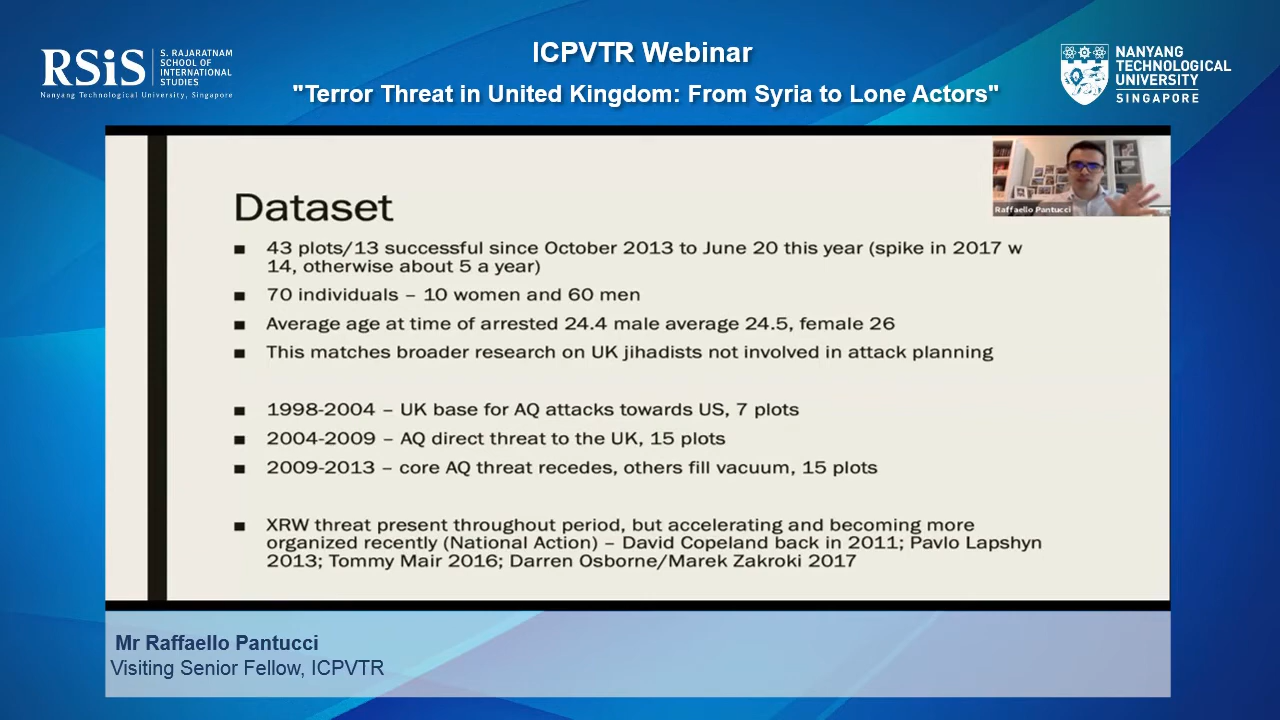 RSiS
S. RAJARATNAM
SCHOOL OF
INTERNATIONAL
STUDIES
Nanyang Technological University, Singapore
ICPVTR Webinar
"Terror Threat in United Kingdom: From Syria to Lone Actors"
NANYANG
TECHNOLOGICAL
UNIVERSITY
SINGAPORE
Raffaello Pantucci
Dataset
■ 43 plots/13 successful since October 2013 to June 20 this year (spike in 2017 w
14, otherwise about 5 a year)
■ 70 individuals – 10 women and 60 men
■ Average age at time of arrested 24.4 male average 24.5, female 26
■ This matches broader research on UK jihadists not involved in attack planning
■ 1998-2004 – UK base for AQ attacks towards US, 7 plots
■ 2004-2009 – AQ direct threat to the UK, 15 plots
■ 2009-2013 – core AQ threat recedes, others fill vacuum, 15 plots
■ XRW threat present throughout period, but accelerating and becoming more
organized recently (National Action) – David Copeland back in 2011; Pavlo Lapshyn
2013; Tommy Mair 2016; Darren Osborne/Marek Zakroki 2017
Mr Raffaello Pantucci
Visiting Senior Fellow, ICPVTR